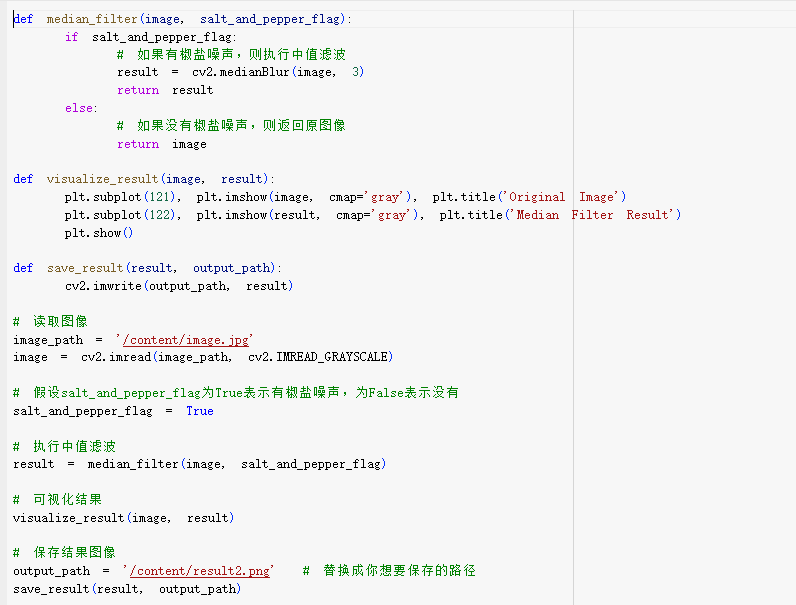 def median_filter(image, salt_and_pepper_flag):
    if salt_and_pepper_flag:
        # 如果有椒盐噪声，则执行中值滤波
        result = cv2.medianBlur(image, 3)
        return result
    else:
        # 如果没有椒盐噪声，则返回原图像
        return image

def visualize_result(image, result):
    plt.subplot(121), plt.imshow(image, cmap='gray'), plt.title('Original Image')
    plt.subplot(122), plt.imshow(result, cmap='gray'), plt.title('Median Filter Result')
    plt.show()

def save_result(result, output_path):
    cv2.imwrite(output_path, result)

# 读取图像
image_path = '/content/image.jpg'
image = cv2.imread(image_path, cv2.IMREAD_GRAYSCALE)

# 假设salt_and_pepper_flag为True表示有椒盐噪声，为False表示没有
salt_and_pepper_flag = True

# 执行中值滤波
result = median_filter(image, salt_and_pepper_flag)

# 可视化结果
visualize_result(image, result)

# 保存结果图像
output_path = '/content/result2.png'  # 替换成你想要保存的路径
save_result(result, output_path)